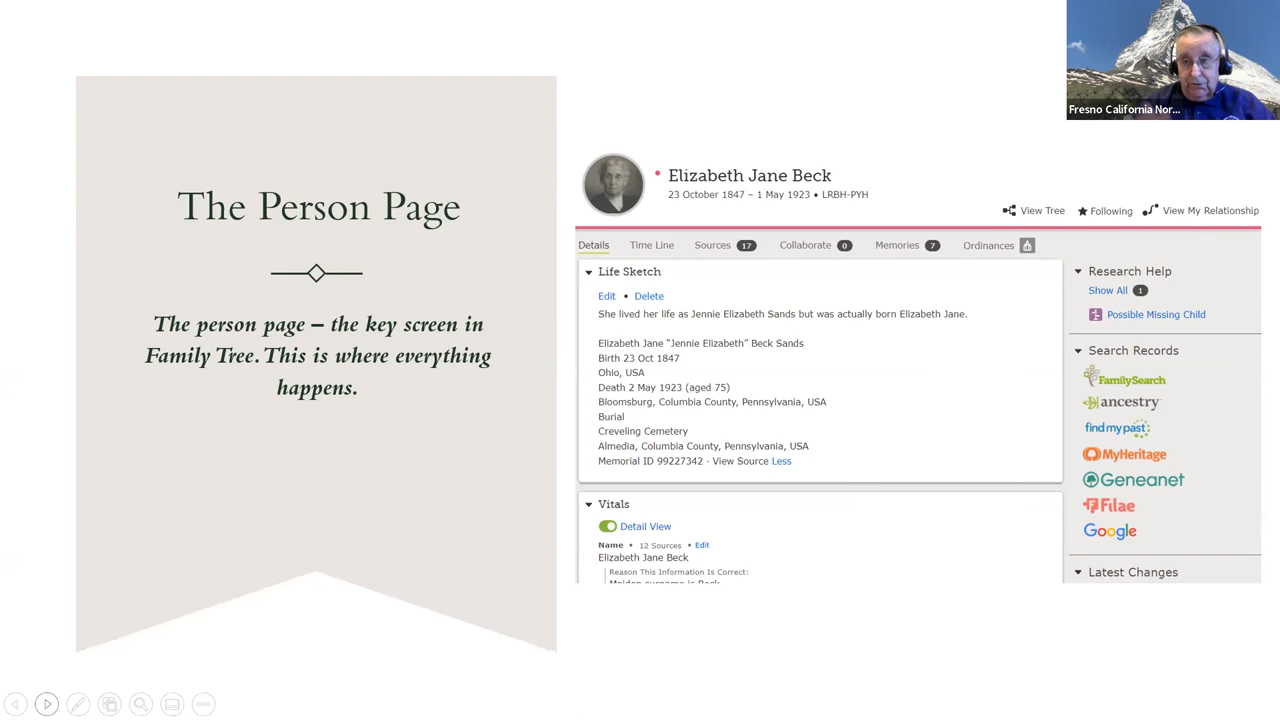 Fresno California Nor...
The Person Page
The person page – the key screen in
Family Tree. This is where everything
happens.
Elizabeth Jane Beck
23 October 1847 – 1 May 1923 • LRBH-PYH
View Tree Following View My Relationship
Details Time Line Sources 17 Collaborate 0 Memories 7 Ordinances
Life Sketch
Edit • Delete
She lived her life as Jennie Elizabeth Sands but was actually born Elizabeth Jane.
Elizabeth Jane “Jennie Elizabeth” Beck Sands
Birth 23 Oct 1847
Ohio, USA
Death 2 May 1923 (aged 75)
Bloomsburg, Columbia County, Pennsylvania, USA
Burial
Creveling Cemetery
Almedia, Columbia County, Pennsylvania, USA
Memorial ID 99227342 · View Source Less
Vitals
Detail View
Name • 12 Sources • Edit
Elizabeth Jane Beck
Reason This Information Is Correct:
Maiden surname is Beck
Research Help
Show All 1
Possible Missing Child
Search Records
FamilySearch
ancestry
findmypast
MyHeritage
Geneanet
Filae
Google
Latest Changes